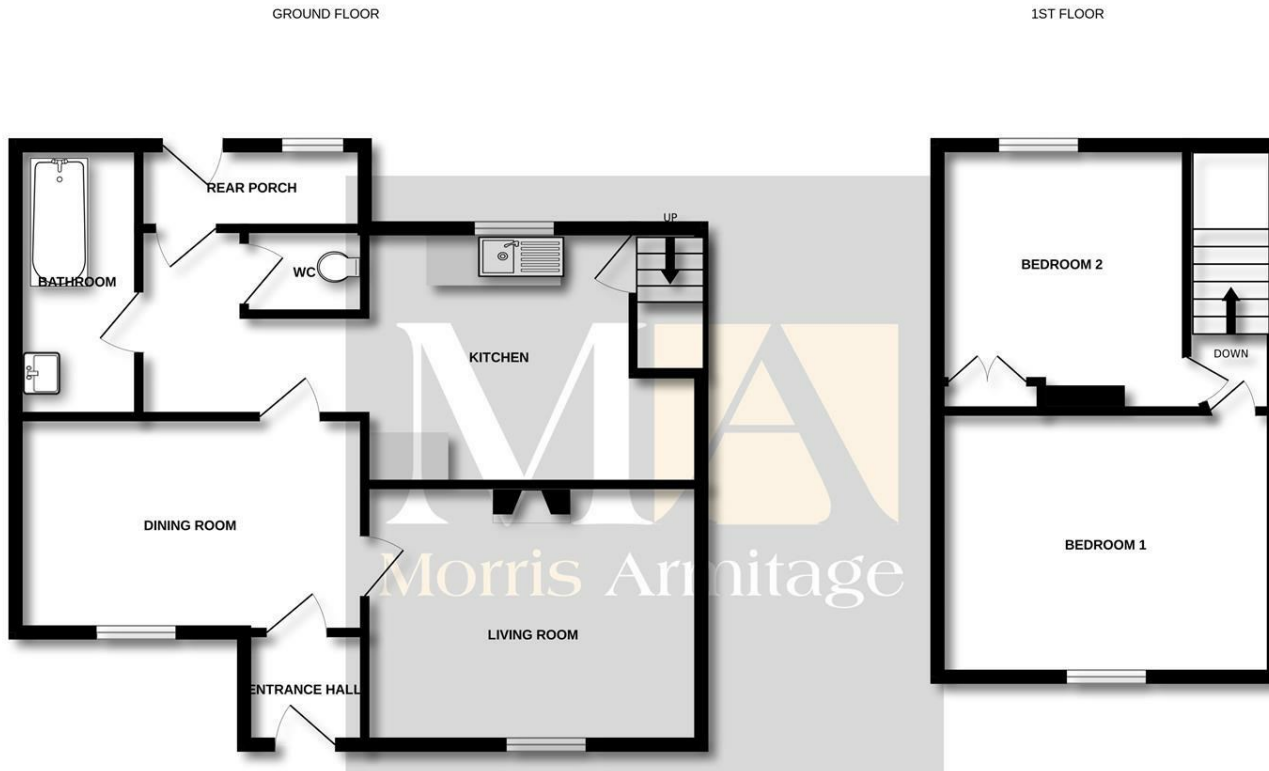 GROUND FLOOR
1ST FLOOR
REAR PORCH
BATHROOM
WC
UP
KITCHEN
DINING ROOM
LIVING ROOM
ENTRANCE HALL
BEDROOM 2
DOWN
BEDROOM 1
MA
Morris Armitage